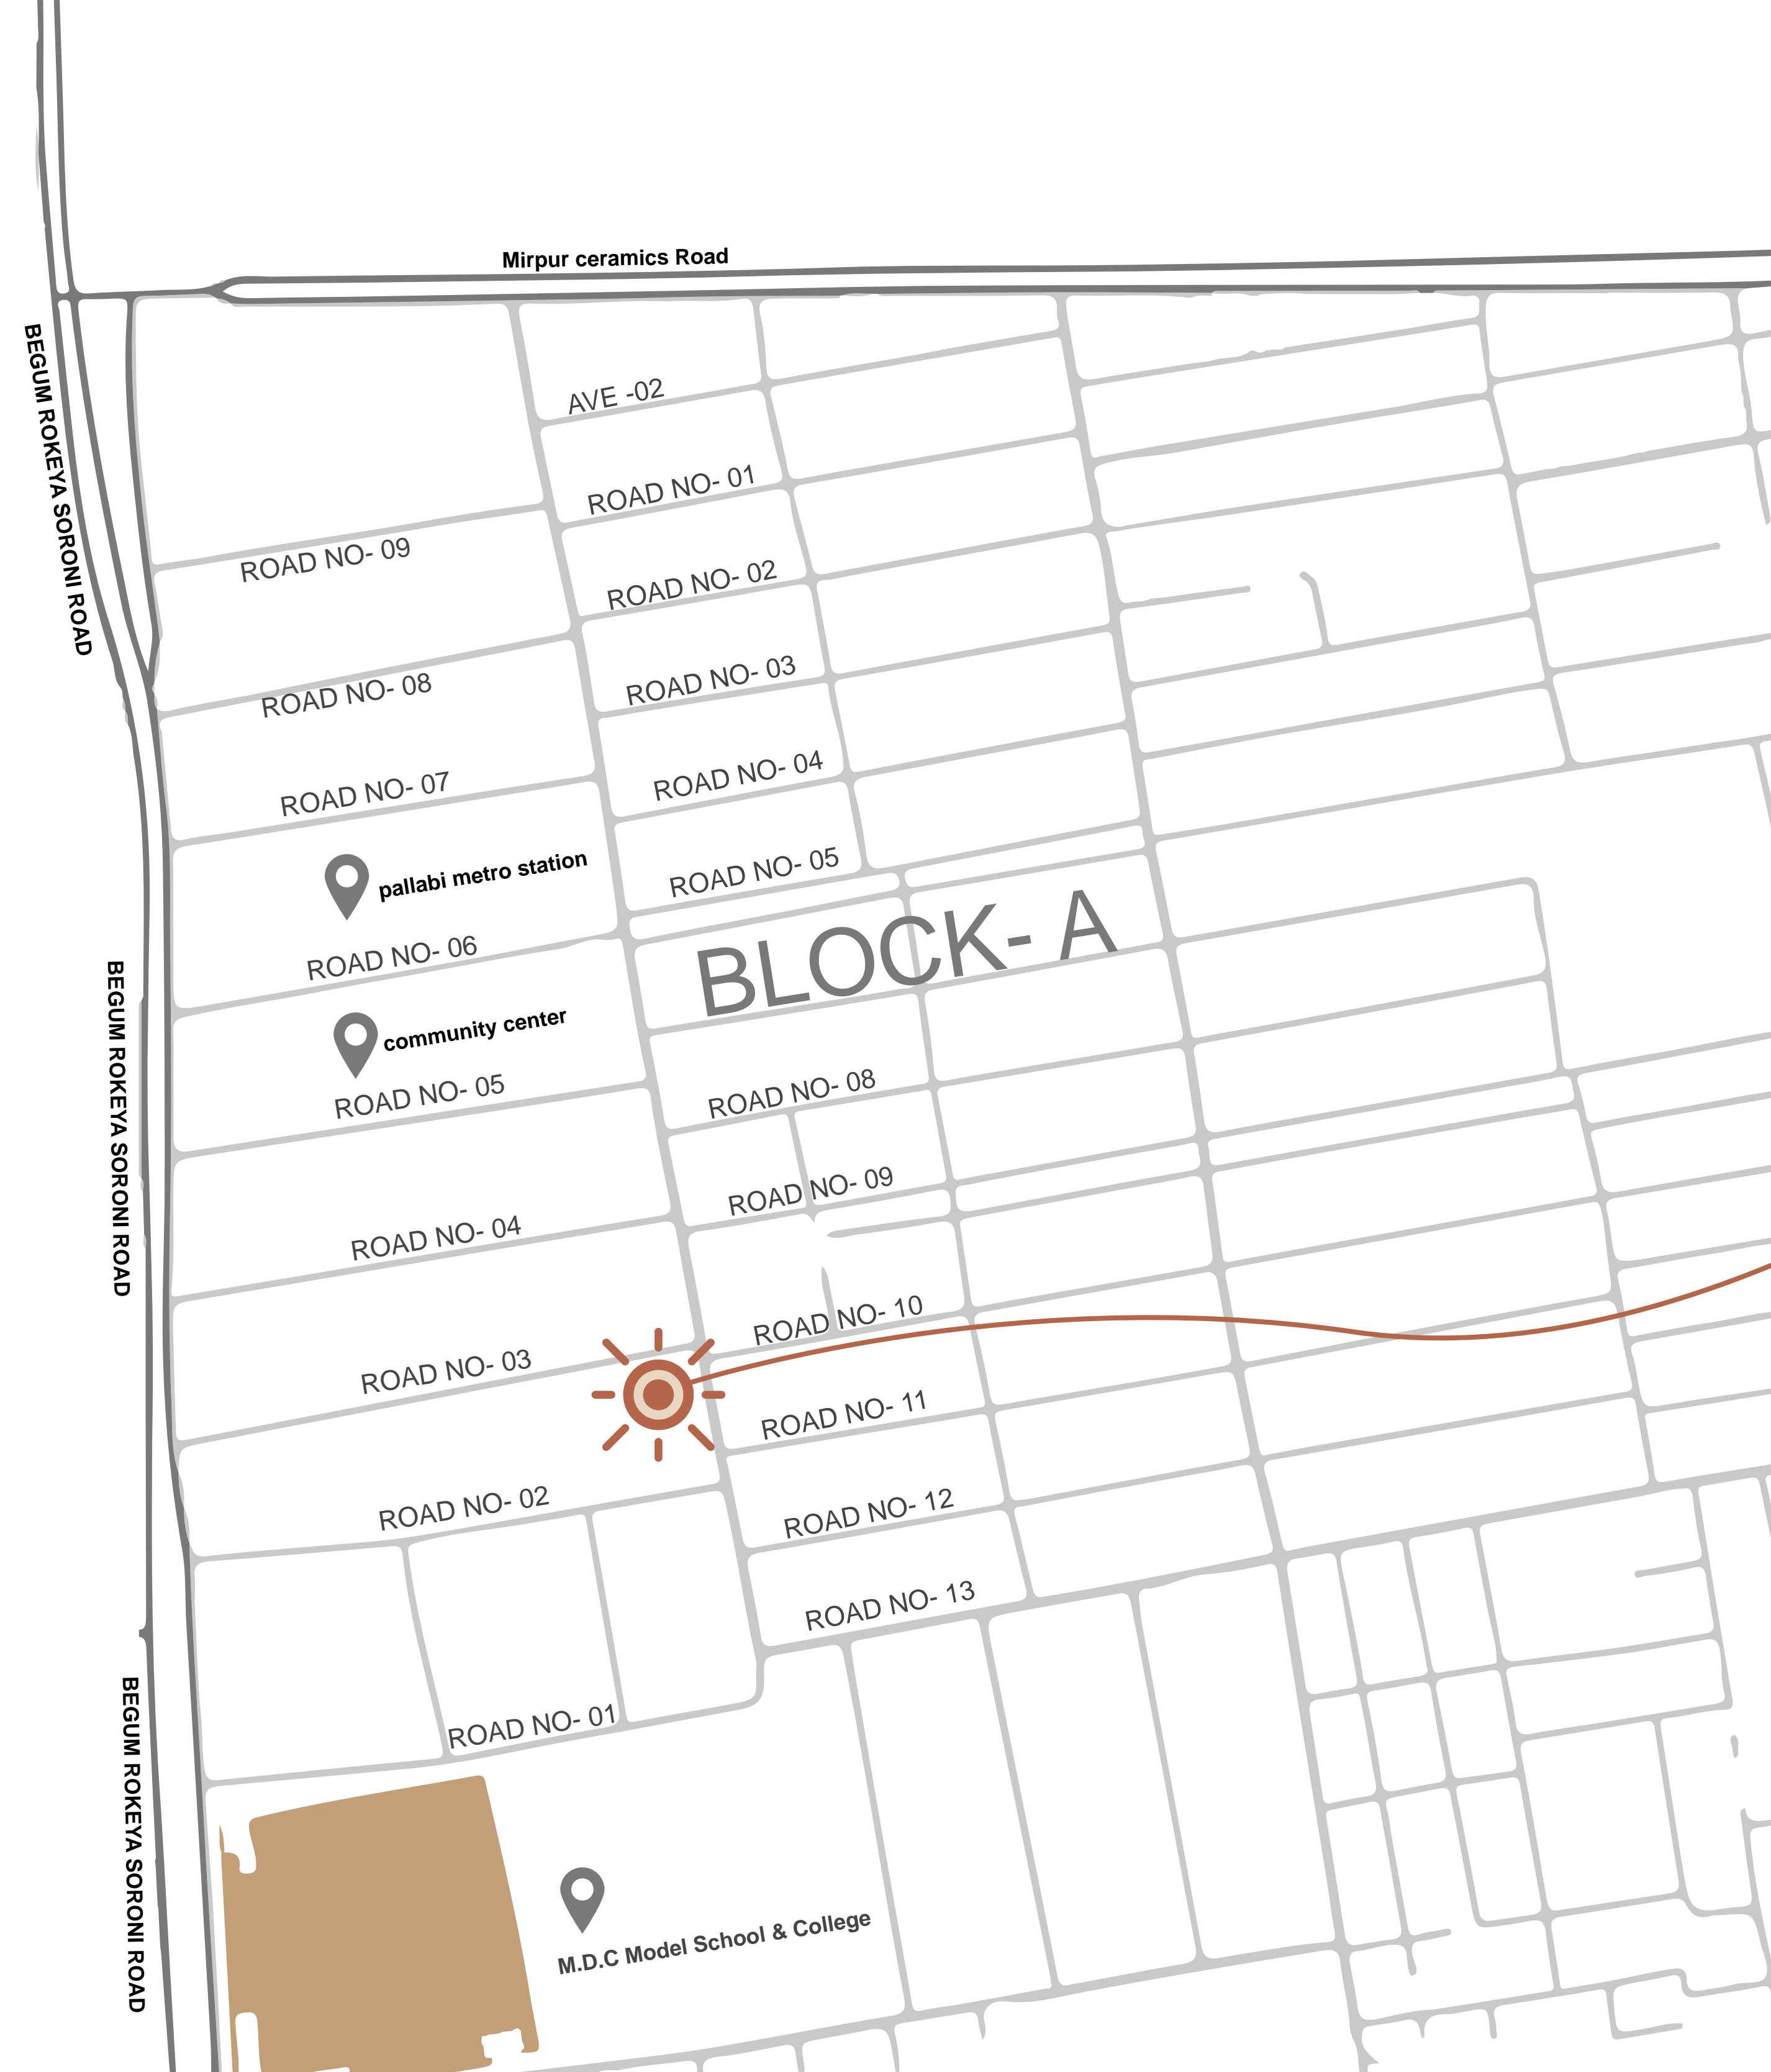 Mirpur ceramics Road
BEGUM ROKEYA SORONI ROAD
AVE -02
ROAD NO- 01
ROAD NO- 09
ROAD NO- 02
ROAD NO- 03
ROAD NO- 08
ROAD NO- 04
ROAD NO- 07
ROAD NO- 05
pallabi metro station
BLOCK- A
ROAD NO- 06
BEGUM ROKEYA SORONI ROAD
community center
ROAD NO- 05
ROAD NO- 08
ROAD NO- 09
ROAD NO- 04
ROAD NO- 10
ROAD NO- 03
ROAD NO- 11
ROAD NO- 02
ROAD NO- 12
ROAD NO- 13
ROAD NO- 01
BEGUM ROKEYA SORONI ROAD
M.D.C Model School & College